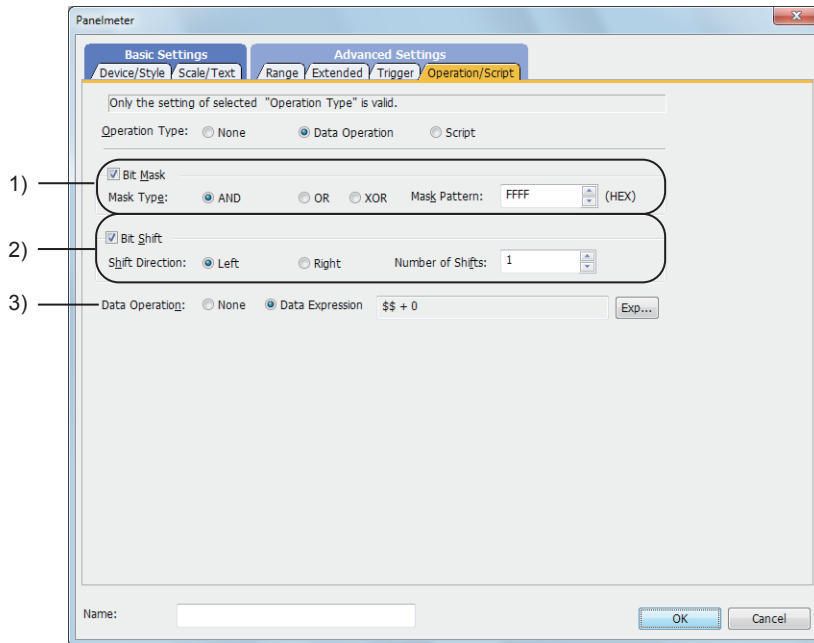 Panelmeter
x
Basic Settings
Advanced Settings
Device/Style Scale/Text Range Extended Trigger Operation/Script
Only the setting of selected "Operation Type" is valid.
Operation Type: None Data Operation Script
1)
Bit Mask
Mask Type: AND OR XOR Mask Pattern: FFFF (HEX)
2)
Bit Shift
Shift Direction: Left Right Number of Shifts: 1
3)
Data Operation: None Data Expression $$ + 0 Exp...
Name:
OK Cancel